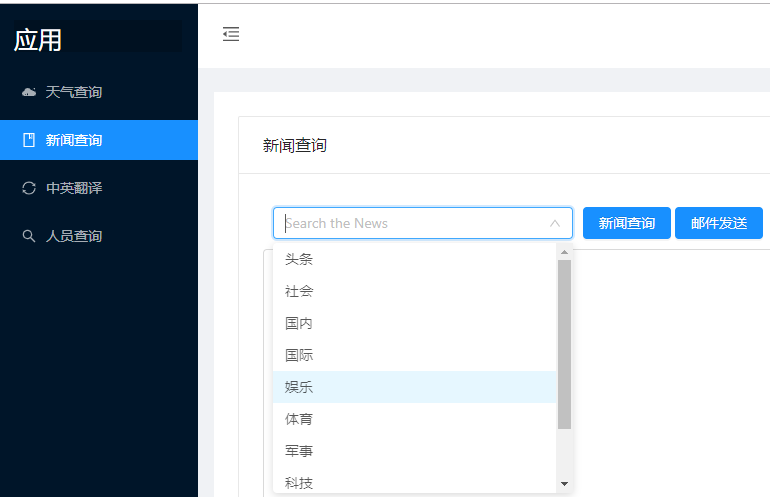 应用
天气查询
新闻查询
中英翻译
人员查询
新闻查询
Search the News
新闻查询
邮件发送
头条
社会
国内
国际
娱乐
体育
军事
科技